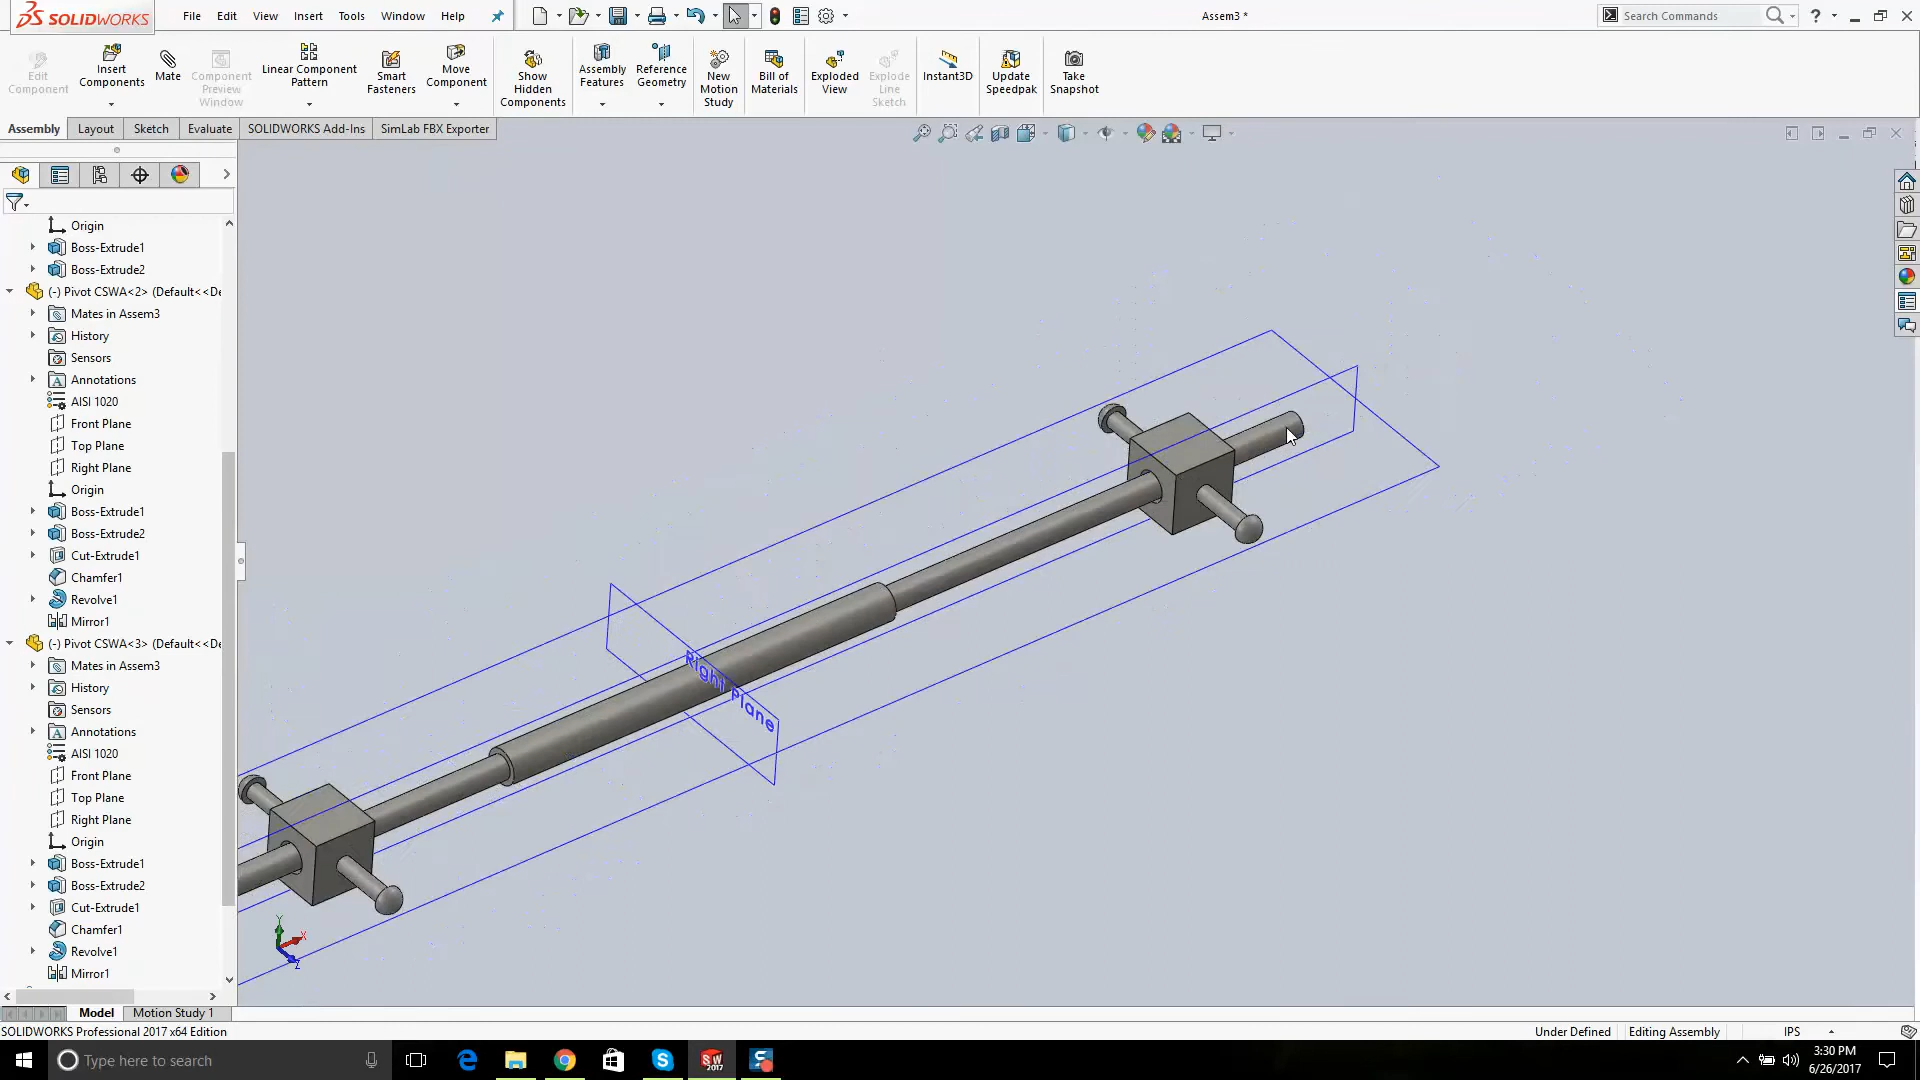 SOLIDWORKS
File Edit View Insert Tools Window Help
Assem3 *
Search Commands
Edit Component
Insert Components
Mate
Component Preview Window
Linear Component Pattern
Smart Fasteners
Move Component
Show Hidden Components
Assembly Features
Reference Geometry
New Motion Study
Bill of Materials
Exploded View
Explode Line Sketch
Instant3D
Update Speedpak
Take Snapshot
Assembly Layout Sketch Evaluate SOLIDWORKS Add-Ins SimLab FBX Exporter
Origin
Boss-Extrude1
Boss-Extrude2
(-) Pivot CSWA<2> (Default<<De
Mates in Assem3
History
Sensors
Annotations
AISI 1020
Front Plane
Top Plane
Right Plane
Origin
Boss-Extrude1
Boss-Extrude2
Cut-Extrude1
Chamfer1
Revolve1
Mirror1
(-) Pivot CSWA<3> (Default<<De
Mates in Assem3
History
Sensors
Annotations
AISI 1020
Front Plane
Top Plane
Right Plane
Origin
Boss-Extrude1
Boss-Extrude2
Cut-Extrude1
Chamfer1
Revolve1
Mirror1
Right Plane
Y
X
Z
Model Motion Study 1
SOLIDWORKS Professional 2017 x64 Edition
Under Defined Editing Assembly IPS
Type here to search
SW 2017
3:30 PM
6/26/2017